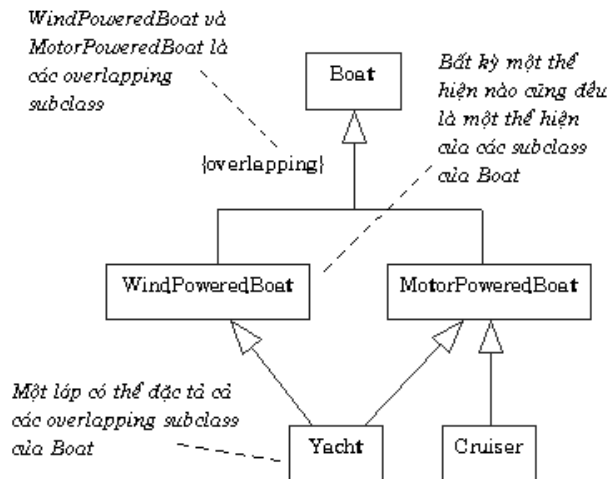 WindPoweredBoat và
MotorPoweredBoat là
các overlapping
subclass
Boat
Bất kỳ một thể
hiện nào cũng đều
là một thể hiện
của các subclass
của Boat
{overlapping}
WindPoweredBoat
MotorPoweredBoat
Một láp có thể đặc tả cả
các overlapping subclass
của Boat
Yacht
Cruiser